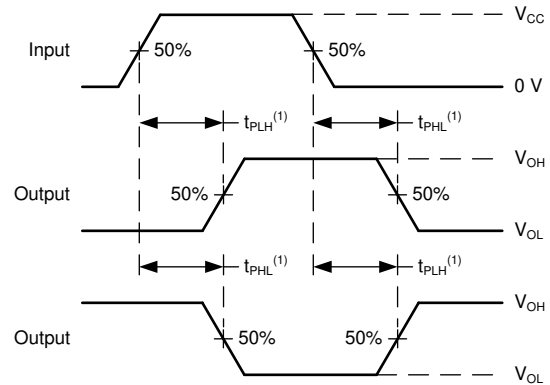 V_CC
Input
50%
50%
0 V
t_PLH^(1)
t_PHL^(1)
V_OH
Output
50%
50%
V_OL
t_PHL^(1)
t_PLH^(1)
V_OH
Output
50%
50%
V_OL